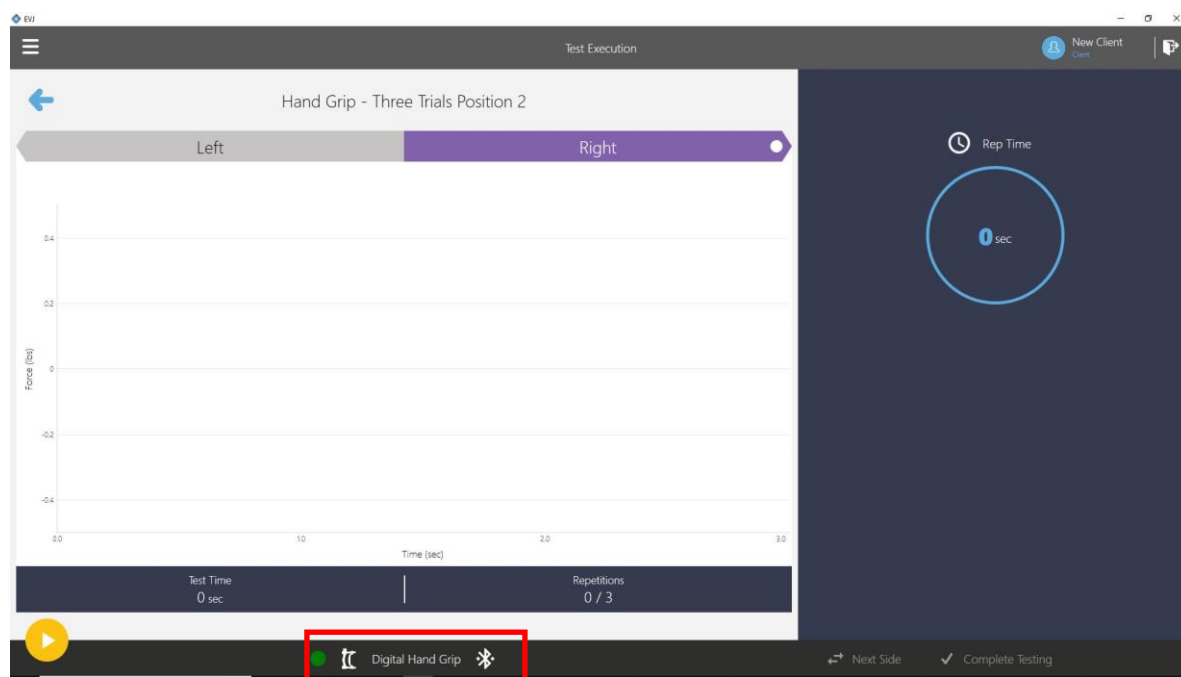 EVJ
Test Execution
New Client
Client
Hand Grip - Three Trials Position 2
Left
Right
Rep Time
0 sec
0.4
0.2
0
-0.2
-0.4
Force (lbs)
0.0
1.0
2.0
3.0
Time (sec)
Test Time
0 sec
Repetitions
0 / 3
Digital Hand Grip
Next Side
Complete Testing